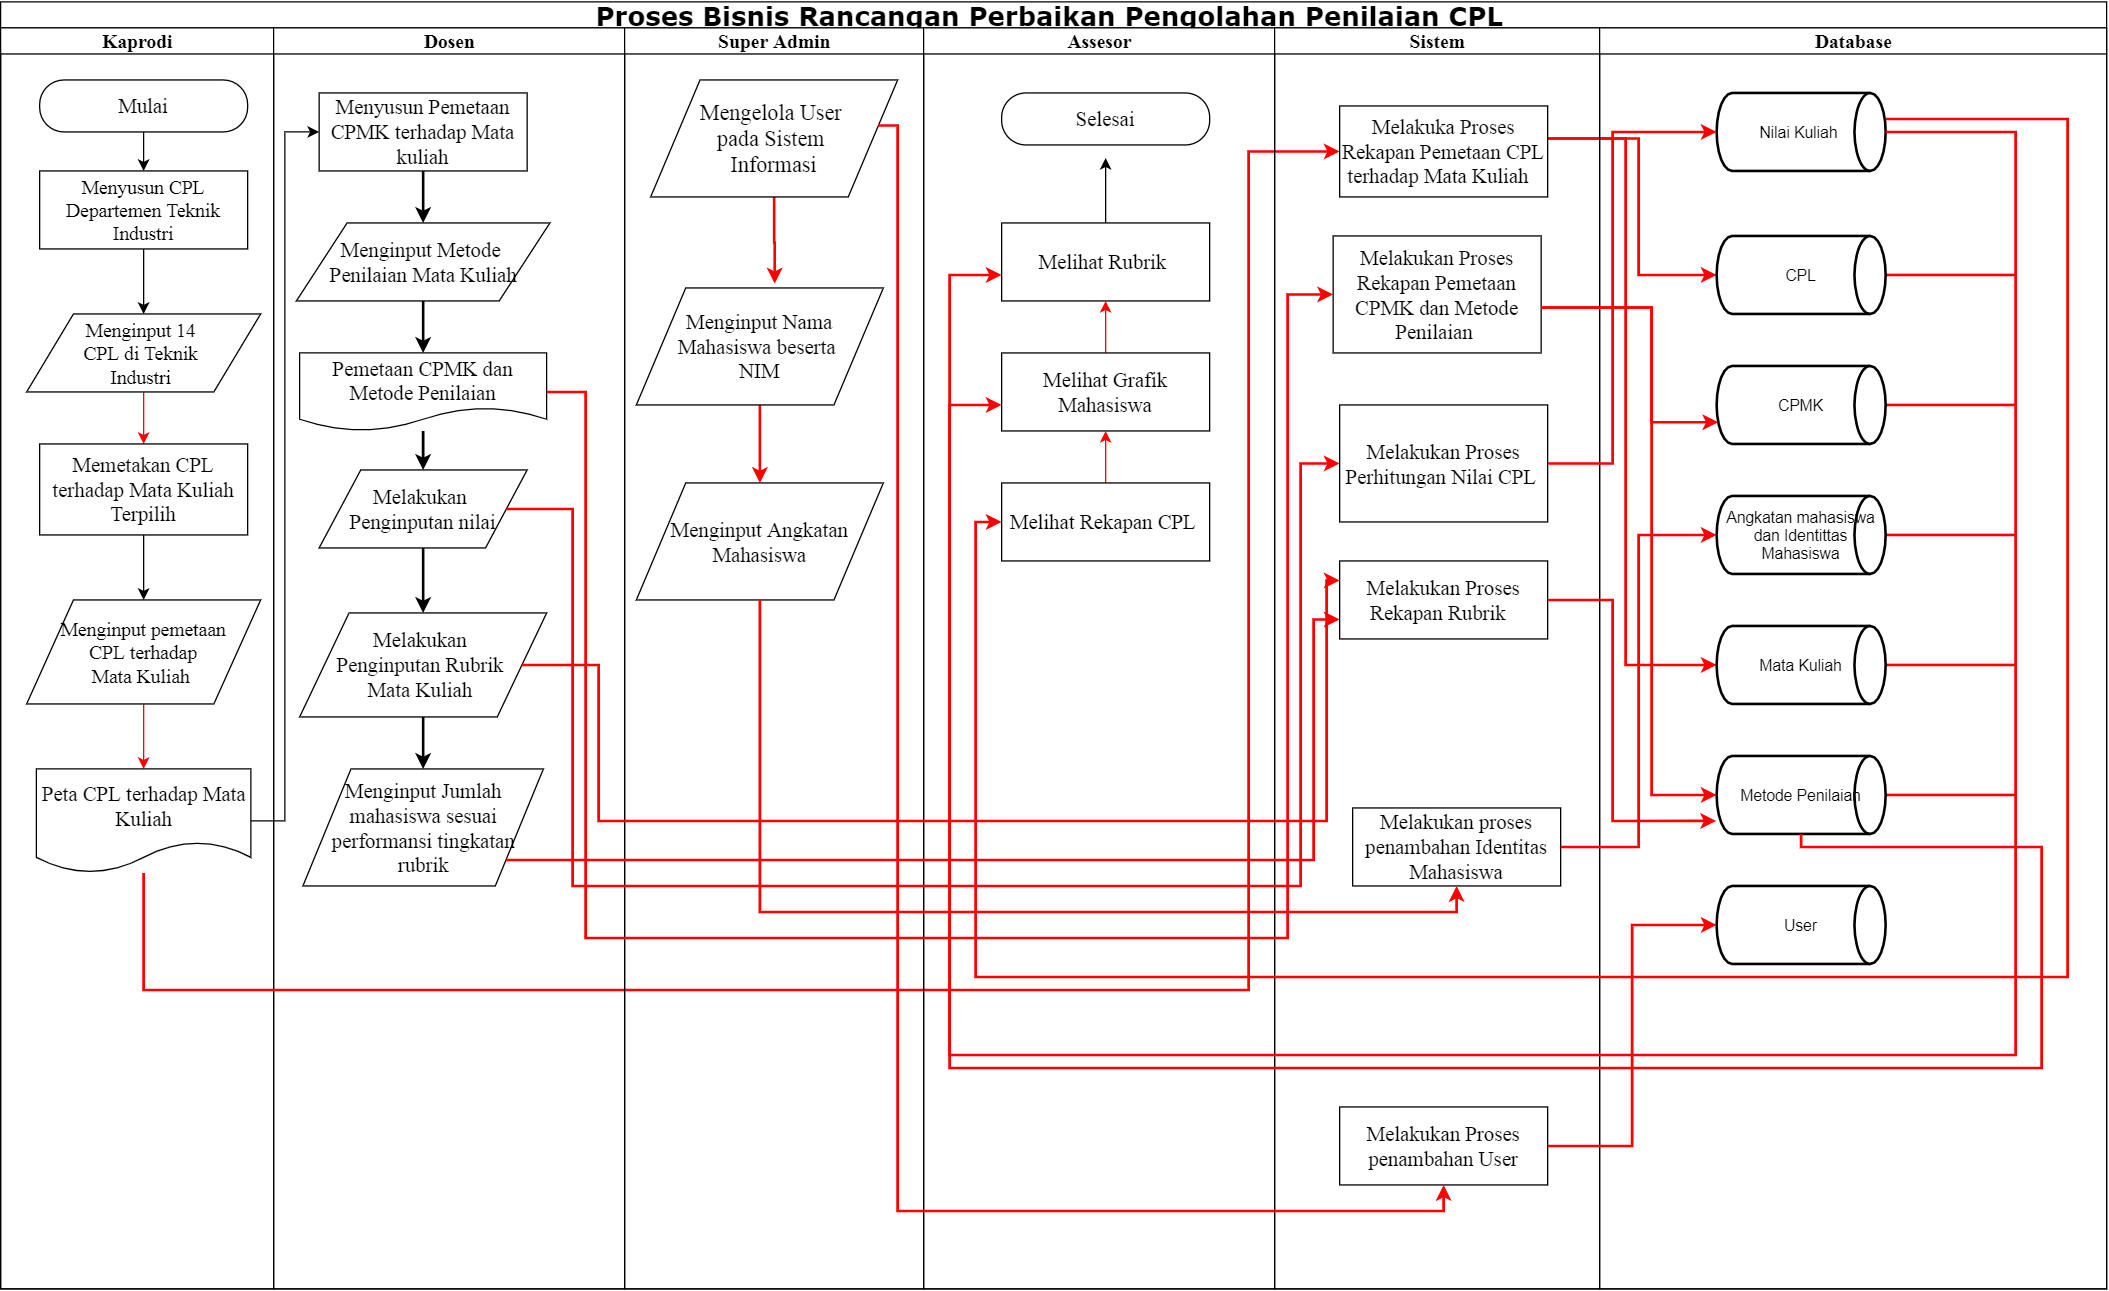 Proses Bisnis Rancangan Perbaikan Pengolahan Penilaian CPL
Kaprodi
Dosen
Super Admin
Assesor
Sistem
Database
Mulai
Menyusun CPL
Departemen Teknik
Industri
Menginput 14
CPL di Teknik
Industri
Memetakan CPL
terhadap Mata Kuliah
Terpilih
Menginput pemetaan
CPL terhadap
Mata Kuliah
Peta CPL terhadap Mata
Kuliah
Menyusun Pemetaan
CPMK terhadap Mata
kuliah
Menginput Metode
Penilaian Mata Kuliah
Pemetaan CPMK dan
Metode Penilaian
Melakukan
Penginputan nilai
Melakukan
Penginputan Rubrik
Mata Kuliah
Menginput Jumlah
mahasiswa sesuai
performansi tingkatan
rubrik
Mengelola User
pada Sistem
Informasi
Menginput Nama
Mahasiswa beserta
NIM
Menginput Angkatan
Mahasiswa
Selesai
Melihat Rubrik
Melihat Grafik
Mahasiswa
Melihat Rekapan CPL
Melakuka Proses
Rekapan Pemetaan CPL
terhadap Mata Kuliah
Melakukan Proses
Rekapan Pemetaan
CPMK dan Metode
Penilaian
Melakukan Proses
Perhitungan Nilai CPL
Melakukan Proses
Rekapan Rubrik
Melakukan proses
penambahan Identitas
Mahasiswa
Melakukan Proses
penambahan User
Nilai Kuliah
CPL
CPMK
Angkatan mahasiswa
dan Identittas
Mahasiswa
Mata Kuliah
Metode Penilaian
User